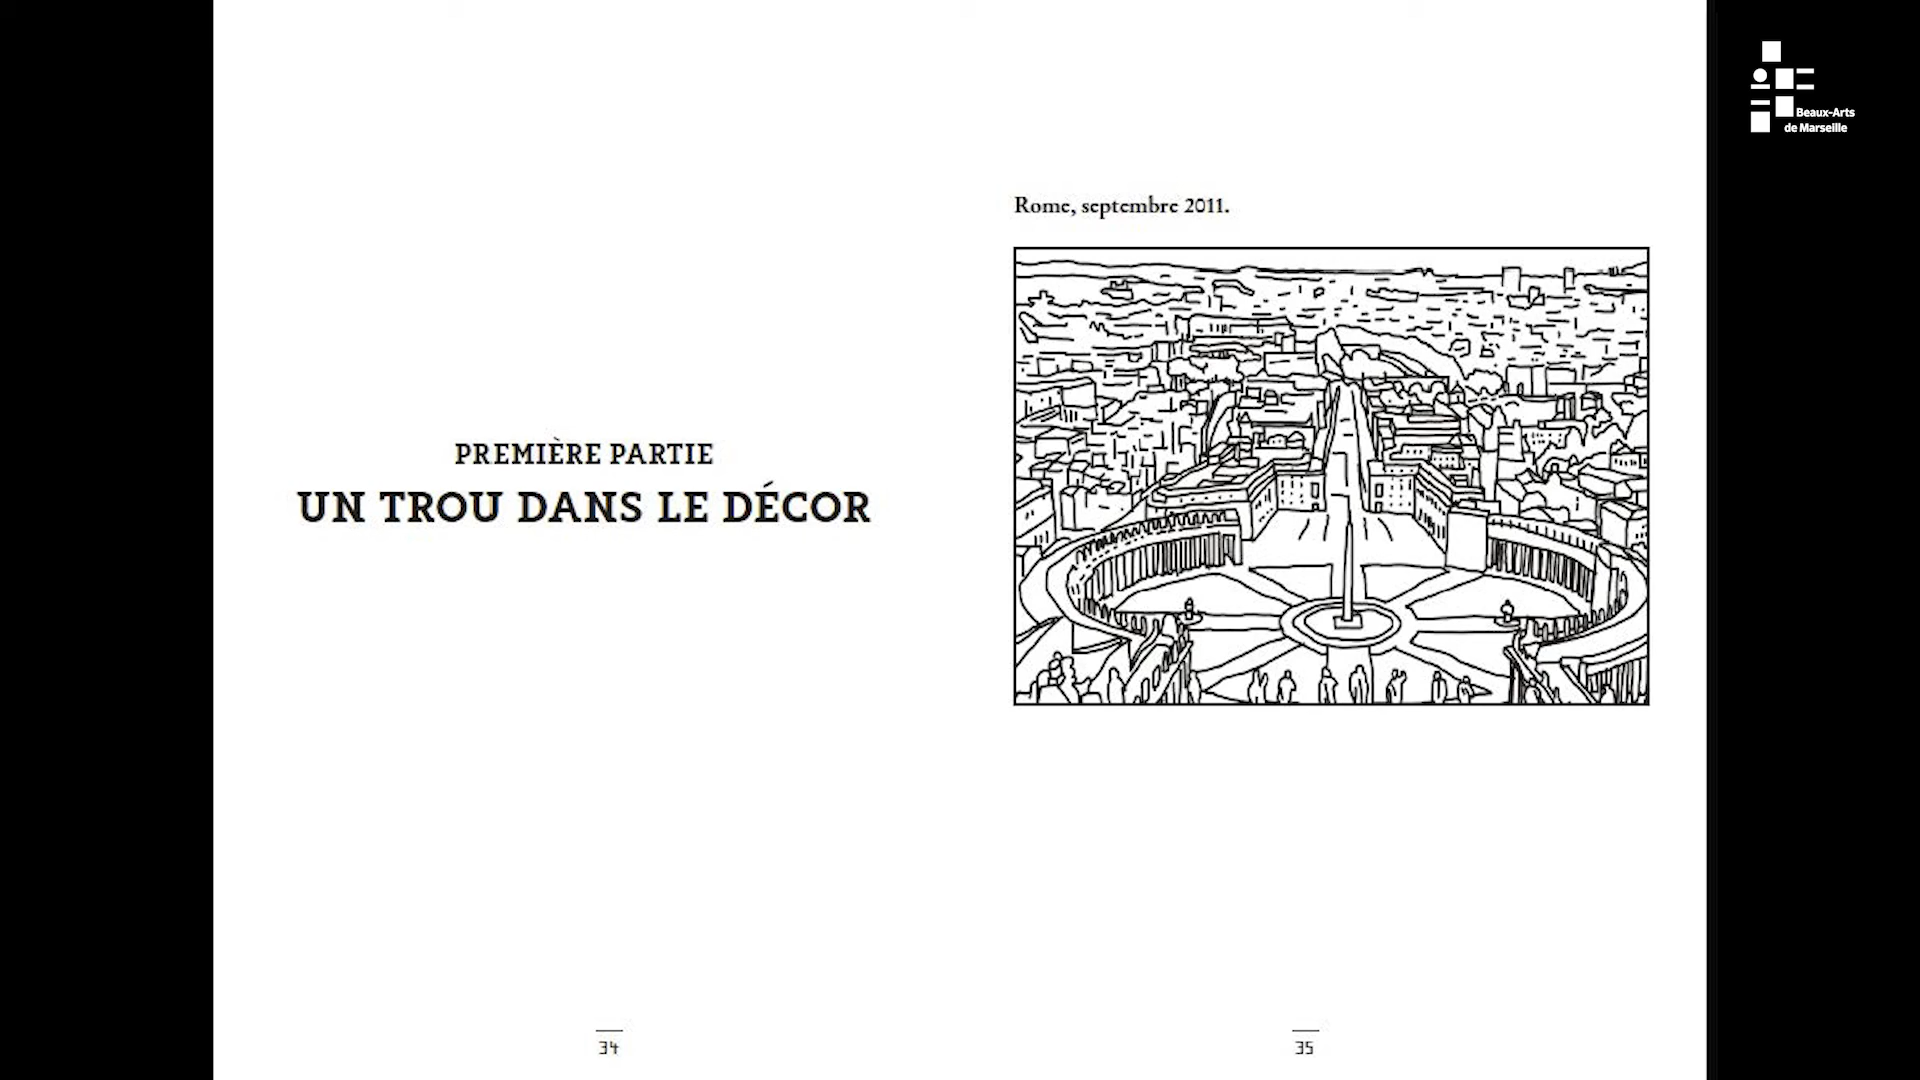 PREMIÈRE PARTIE
UN TROU DANS LE DÉCOR
34
Rome, septembre 2011.
35
Beaux-Arts
de Marseille